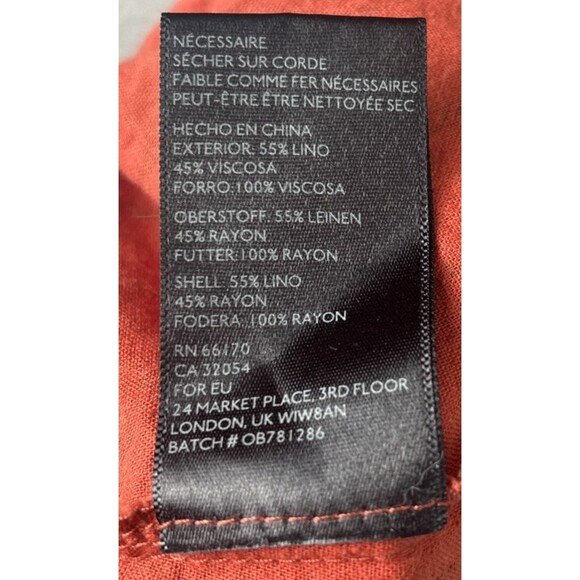 NÉCESSAIRE
SÉCHER SUR CORDE
FAIBLE COMME FER NÉCESSAIRES
PEUT-ÊTRE ÊTRE NETTOYÉE SEC
HECHO EN CHINA
EXTERIOR: 55% LINO
45% VISCOSA
FORRO: 100% VISCOSA
OBERSTOFF: 55% LEINEN
45% RAYON
FUTTER: 100% RAYON
SHELL: 55% LINO
45% RAYON
FODERA: 100% RAYON
RN 66170
CA 32054
FOR EU
24 MARKET PLACE, 3RD FLOOR
LONDON, UK WIW8AN
BATCH # OB781286